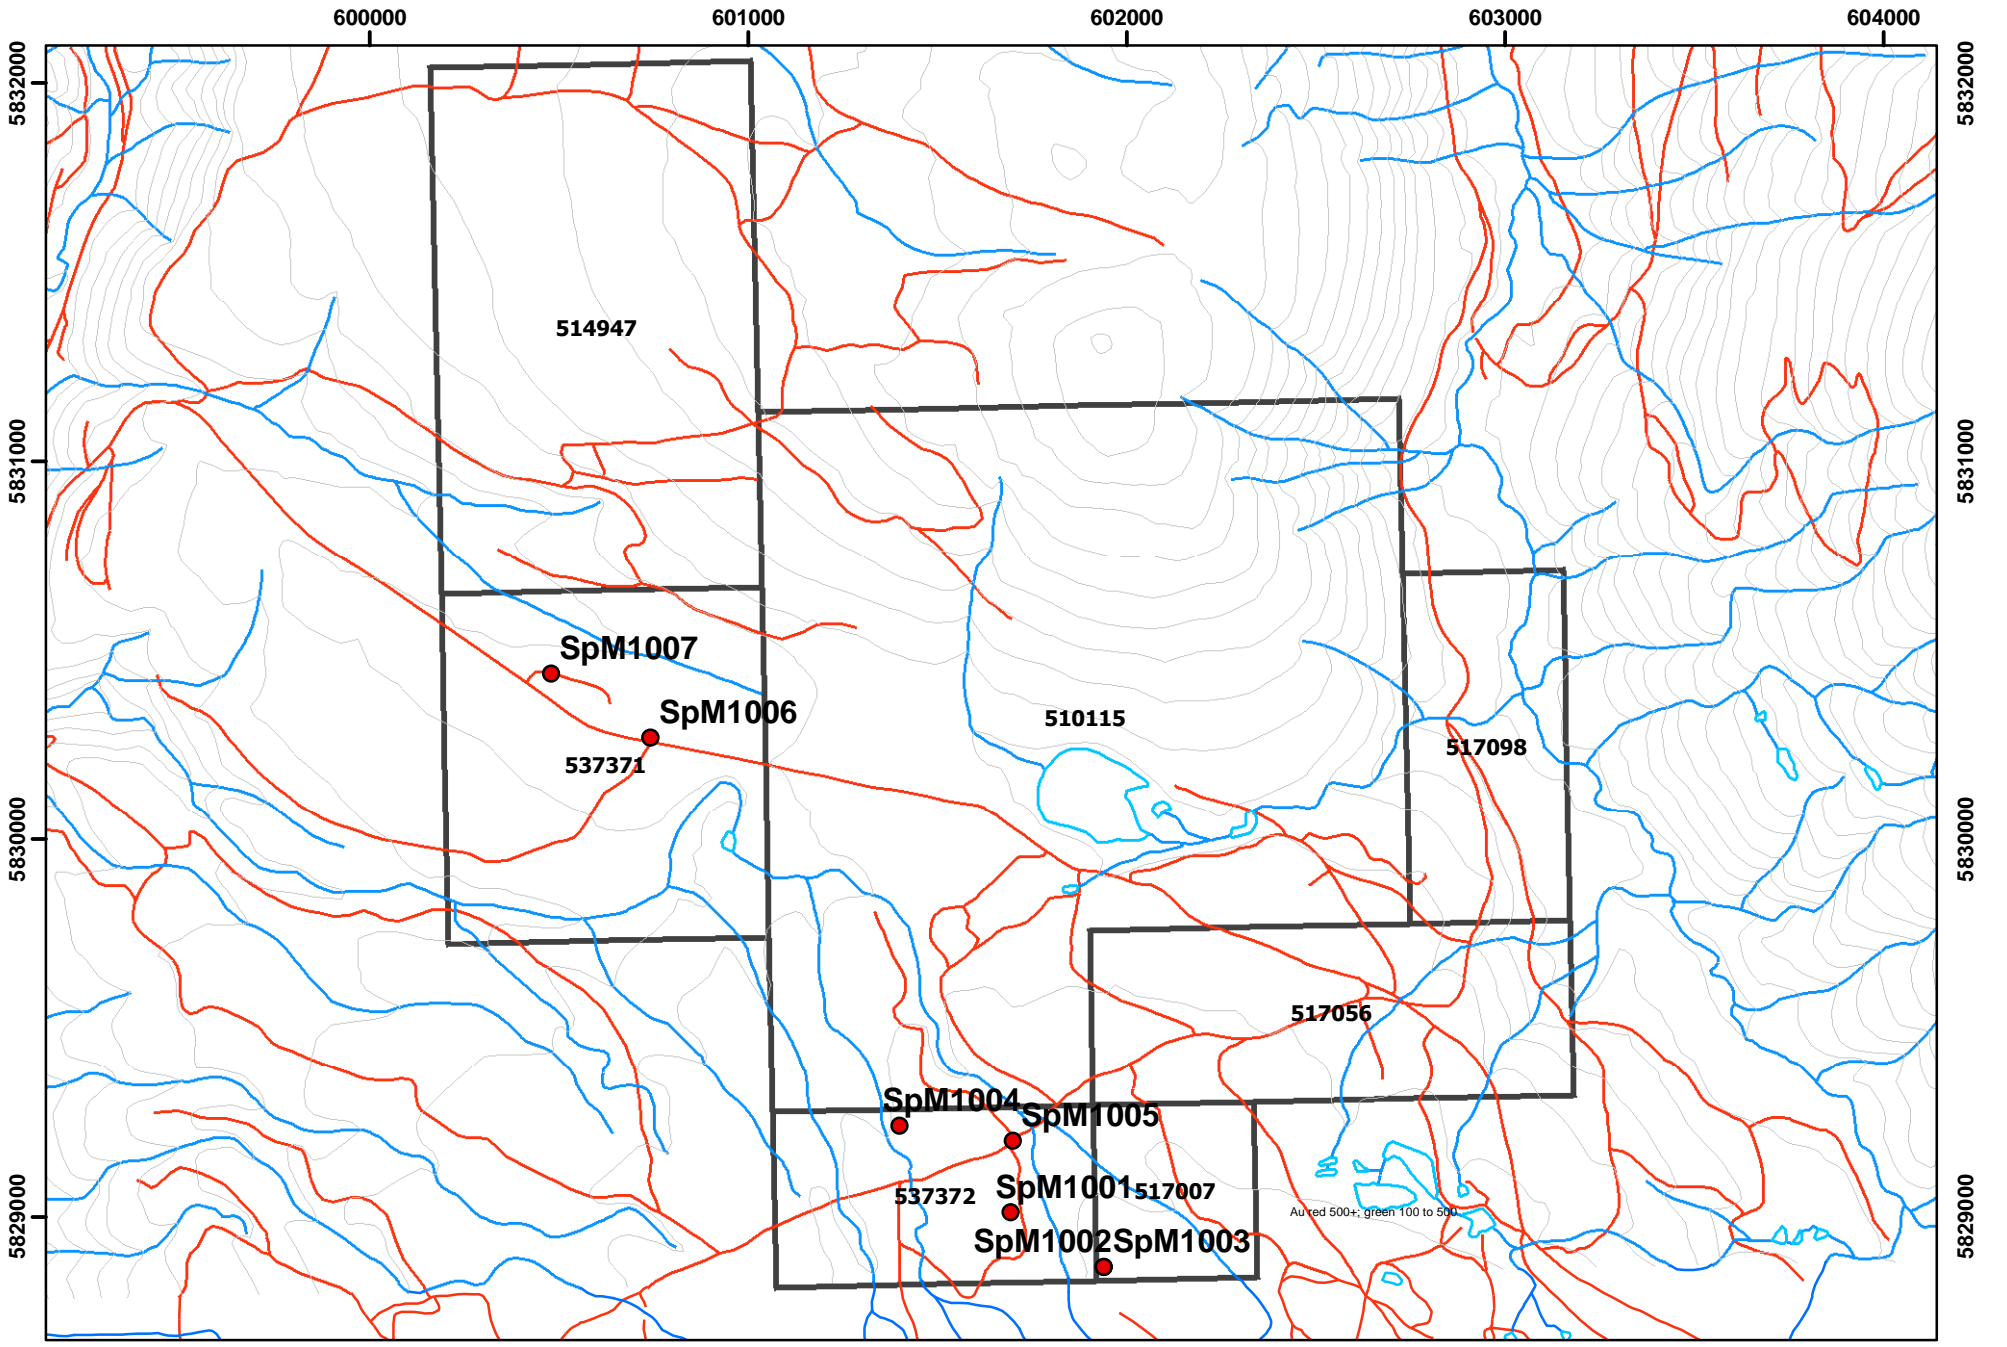 600000 601000 602000 603000 604000
5832000 5832000
514947
5831000 5831000
SpM1007
SpM1006
510115
517098
537371
5830000 5830000
517056
SpM1004
SpM1005
SpM1001 517007
537372
5829000 5829000
Au red 500+; green 100 to 500
SpM1002 SpM1003